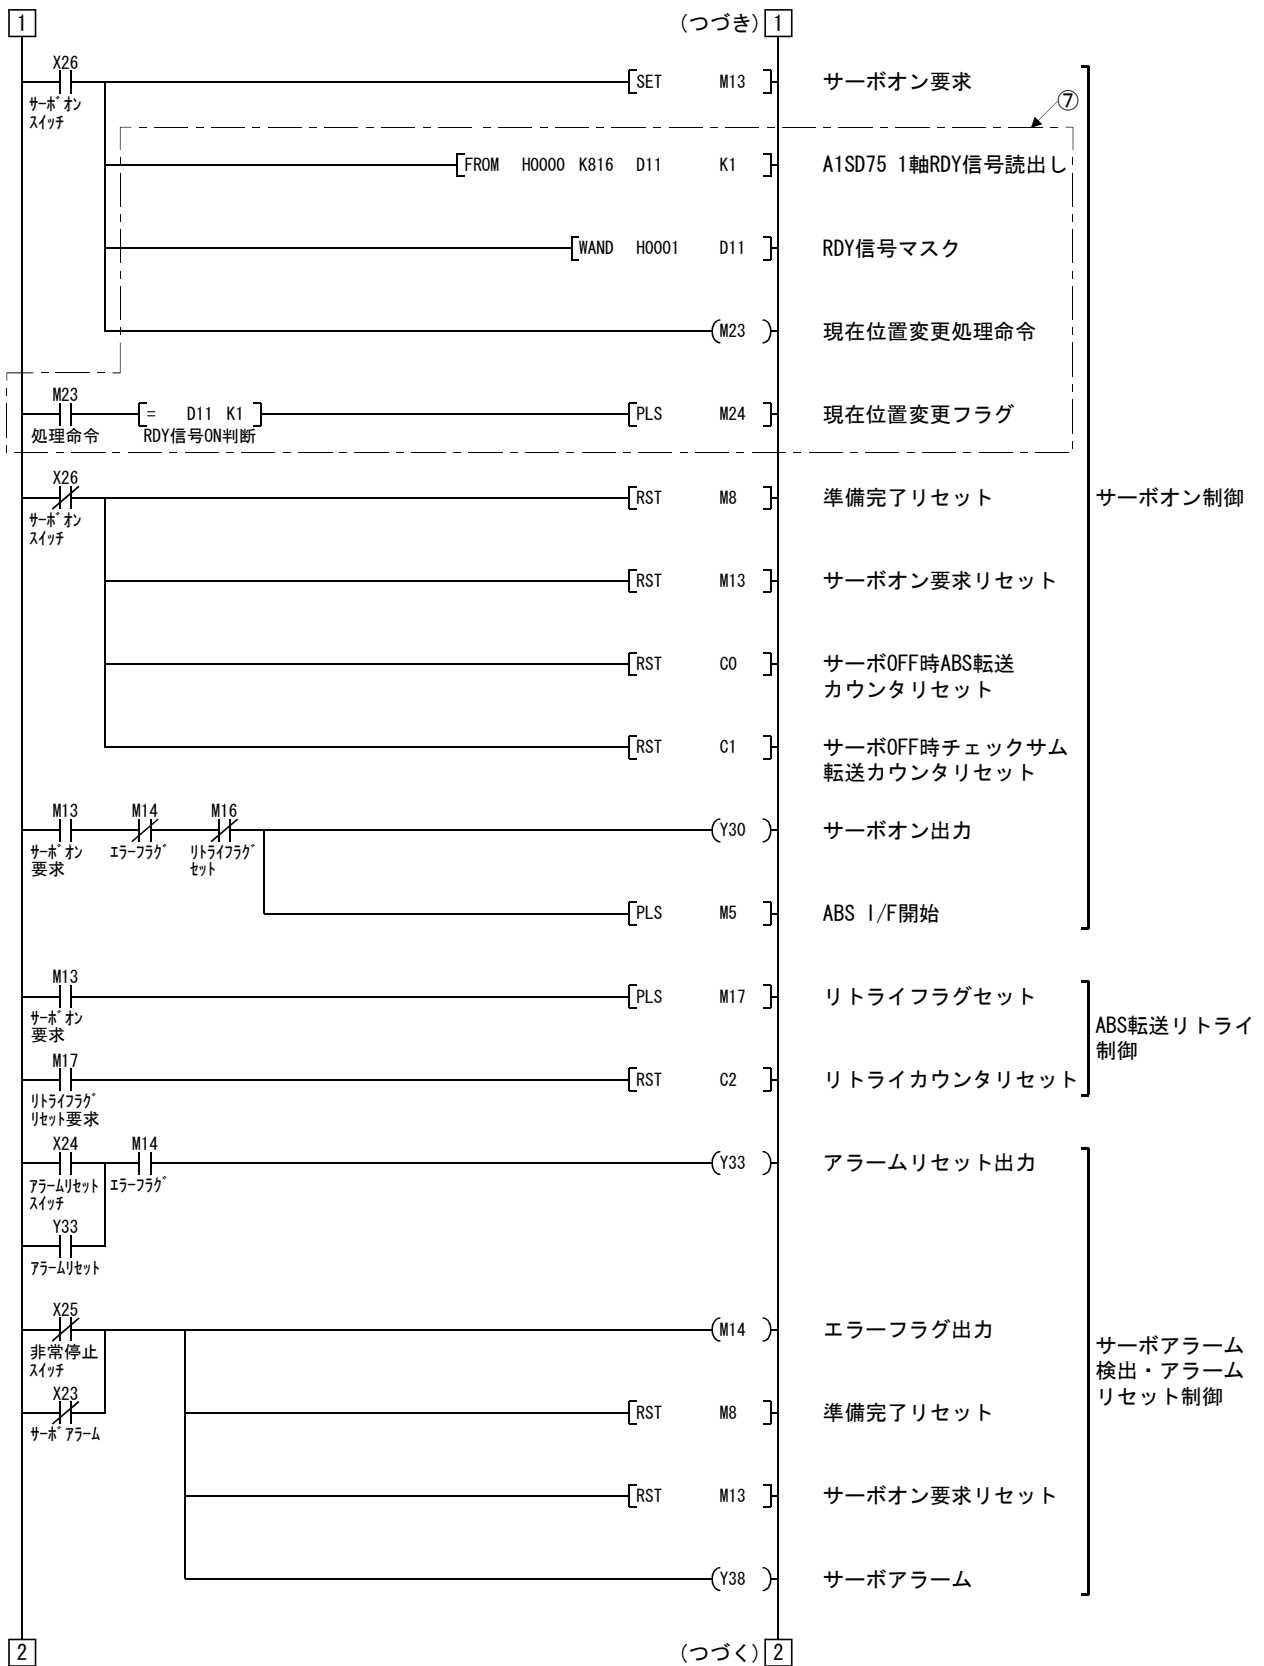 1 (つづき) 1
X26
サーボオン
スイッチ
SET M13 サーボオン要求
⑦
FROM H0000 K816 D11 K1 A1SD75 1軸RDY信号読出し
WAND H0001 D11 RDY信号マスク
M23 現在位置変更処理命令
M23
処理命令
= D11 K1
RDY信号ON判断
PLS M24 現在位置変更フラグ
X26
サーボオン
スイッチ
RST M8 準備完了リセット
サーボオン制御
RST M13 サーボオン要求リセット
RST C0 サーボOFF時ABS転送
カウンタリセット
RST C1 サーボOFF時チェックサム
転送カウンタリセット
M13 M14 M16
サーボオン
要求
エラーフラグ
リトライフラグ
セット
Y30 サーボオン出力
PLS M5 ABS I/F開始
M13
サーボオン
要求
PLS M17 リトライフラグセット
ABS転送リトライ
制御
M17
リトライフラグ
リセット要求
RST C2 リトライカウンタリセット
X24 M14
アラームリセット
スイッチ
エラーフラグ
Y33 アラームリセット出力
Y33
アラームリセット
X25
非常停止
スイッチ
M14 エラーフラグ出力
サーボアラーム
検出・アラーム
リセット制御
X23
サーボアラーム
RST M8 準備完了リセット
RST M13 サーボオン要求リセット
Y38 サーボアラーム
2 (つづく) 2